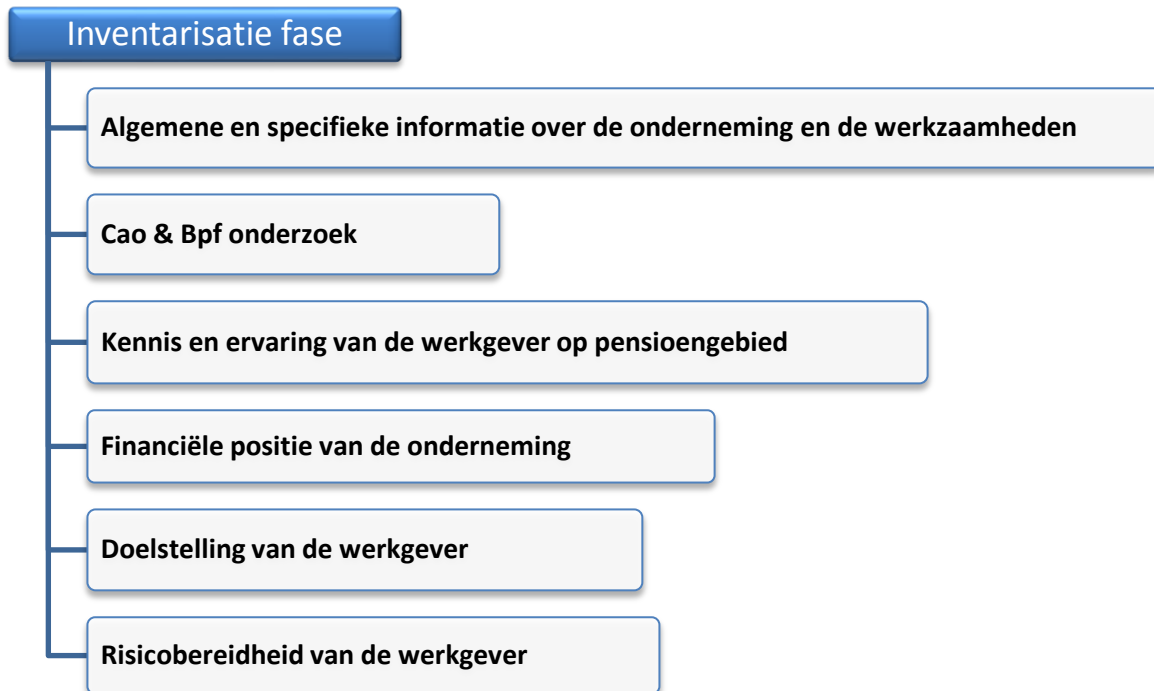 Inventarisatie fase
Algemene en specifieke informatie over de onderneming en de werkzaamheden
Cao & Bpf onderzoek
Kennis en ervaring van de werkgever op pensioengebied
Financiële positie van de onderneming
Doelstelling van de werkgever
Risicobereidheid van de werkgever